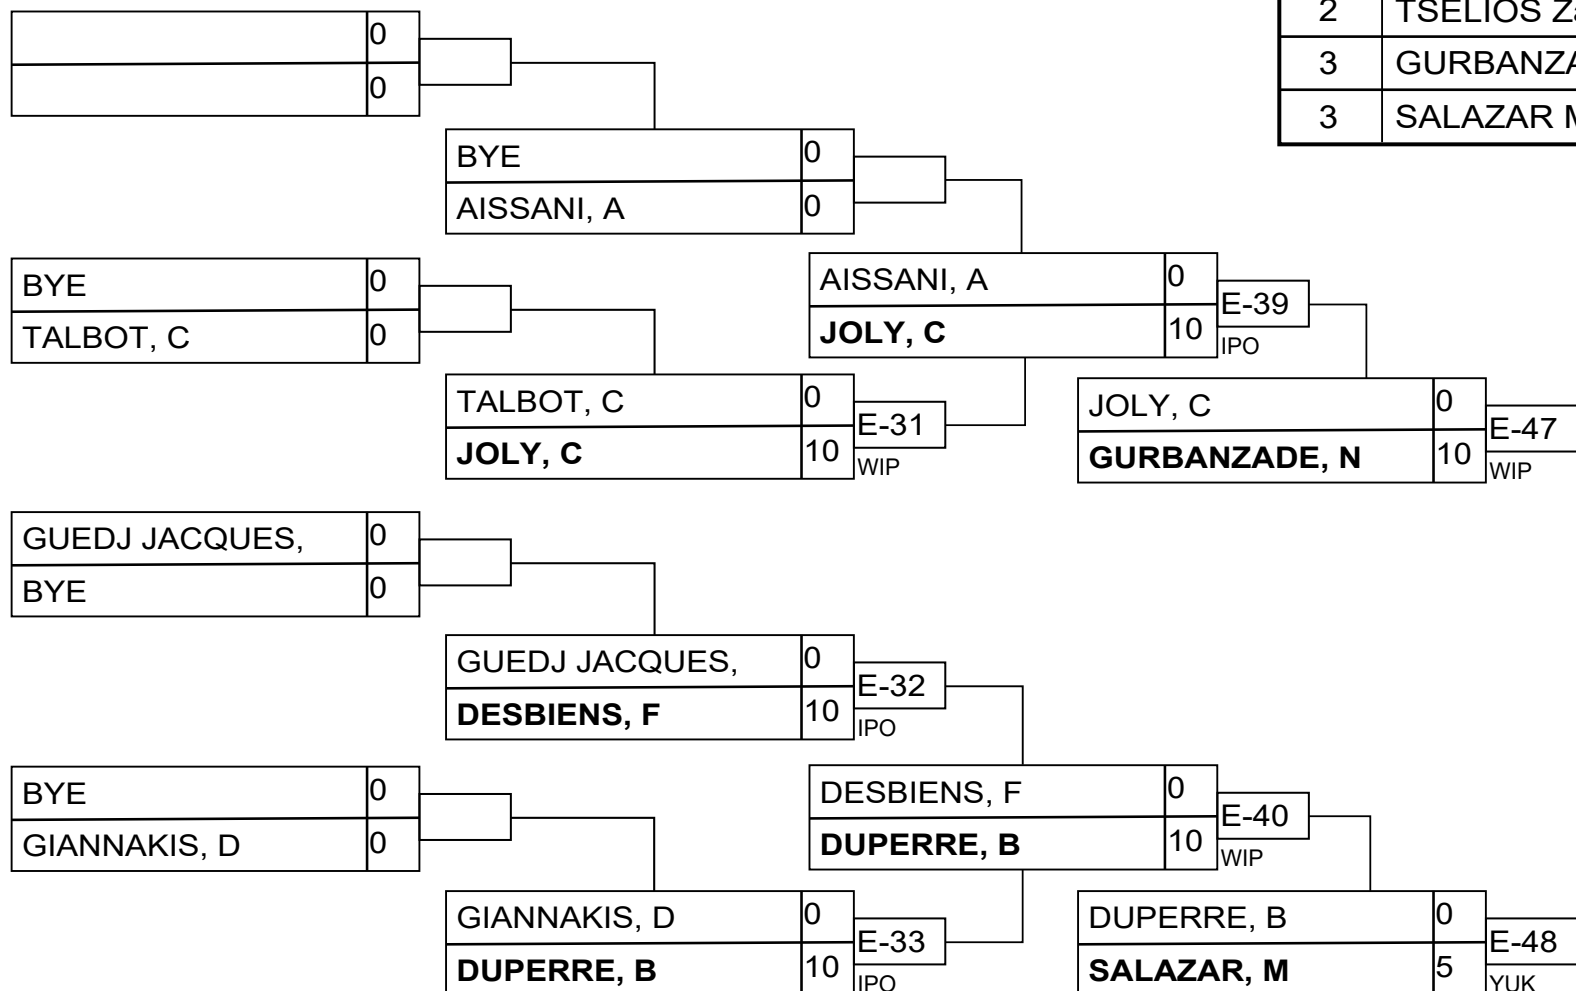 2 TSELIOS Z
3 GURBANZA
3 SALAZAR M
0
0
BYE 0
AISSANI, A 0
BYE 0
TALBOT, C 0
AISSANI, A 0
JOLY, C 10
E-39
IPO
TALBOT, C 0
JOLY, C 10
E-31
WIP
JOLY, C 0
GURBANZADE, N 10
E-47
WIP
GUEDJ JACQUES, 0
BYE 0
GUEDJ JACQUES, 0
DESBIENS, F 10
E-32
IPO
BYE 0
GIANNAKIS, D 0
DESBIENS, F 0
DUPERRE, B 10
E-40
WIP
GIANNAKIS, D 0
DUPERRE, B 10
E-33
IPO
DUPERRE, B 0
SALAZAR, M 5
E-48
YUK